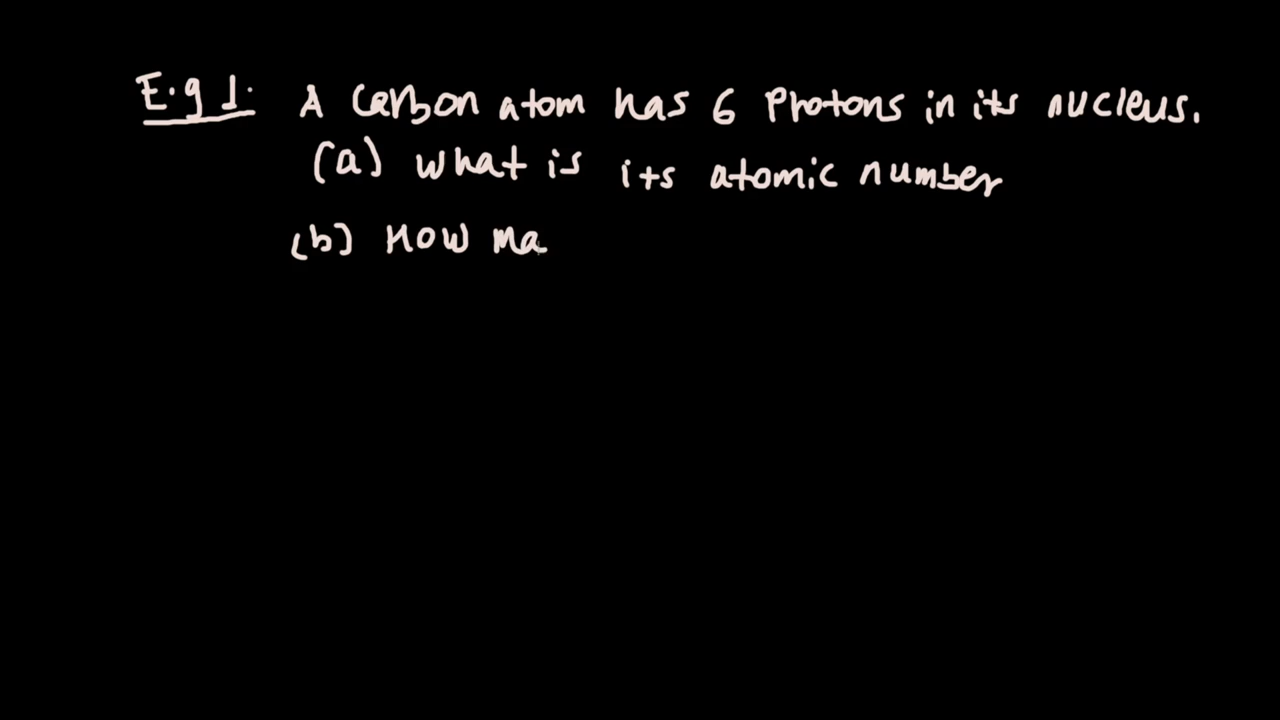 E.g 1. A carbon atom has 6 Protons in its nucleus.
(a) What is its atomic number
(b) How ma